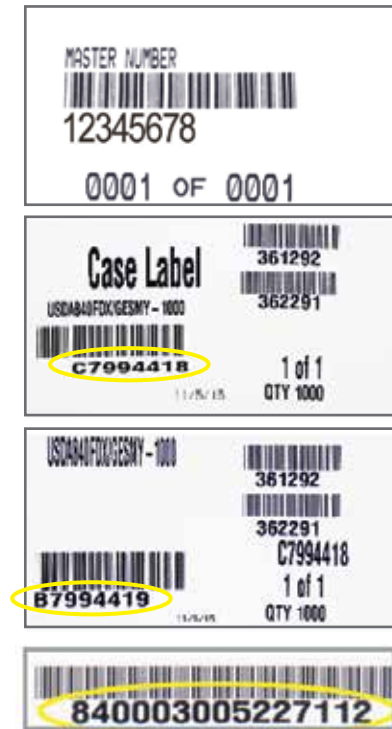 MASTER NUMBER
12345678
0001 OF 0001
Case Label
361292
USDA840FDX/GESMY - 1000
362291
C7994418
1 of 1
11/5/15
QTY 1000
USDA840FDX/GESMY - 1000
361292
362291
C7994418
B7994419
1 of 1
11/5/15
QTY 1000
840003005227112